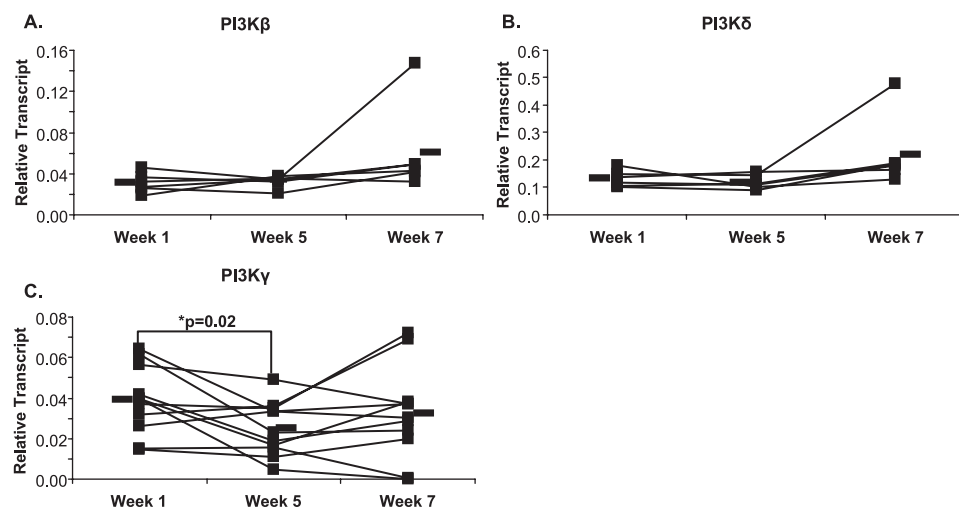 A.
PI3Kβ
Relative Transcript
0.16
0.12
0.08
0.04
0.00
Week 1 Week 5 Week 7
B.
PI3Kδ
Relative Transcript
0.6
0.5
0.4
0.3
0.2
0.1
0.0
Week 1 Week 5 Week 7
C.
PI3Kγ
Relative Transcript
0.08
0.06
0.04
0.02
0.00
*p=0.02
Week 1 Week 5 Week 7